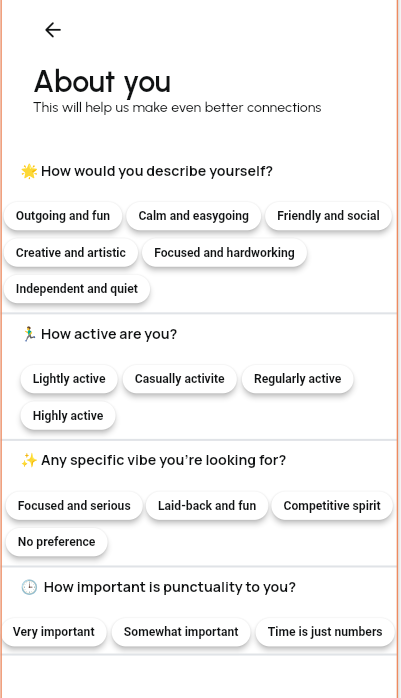 About you
This will help us make even better connections
🌟 How would you describe yourself?
Outgoing and fun Calm and easygoing Friendly and social
Creative and artistic Focused and hardworking
Independent and quiet
🏃‍♂️ How active are you?
Lightly active Casually activite Regularly active
Highly active
✨ Any specific vibe you're looking for?
Focused and serious Laid-back and fun Competitive spirit
No preference
🕒 How important is punctuality to you?
Very important Somewhat important Time is just numbers